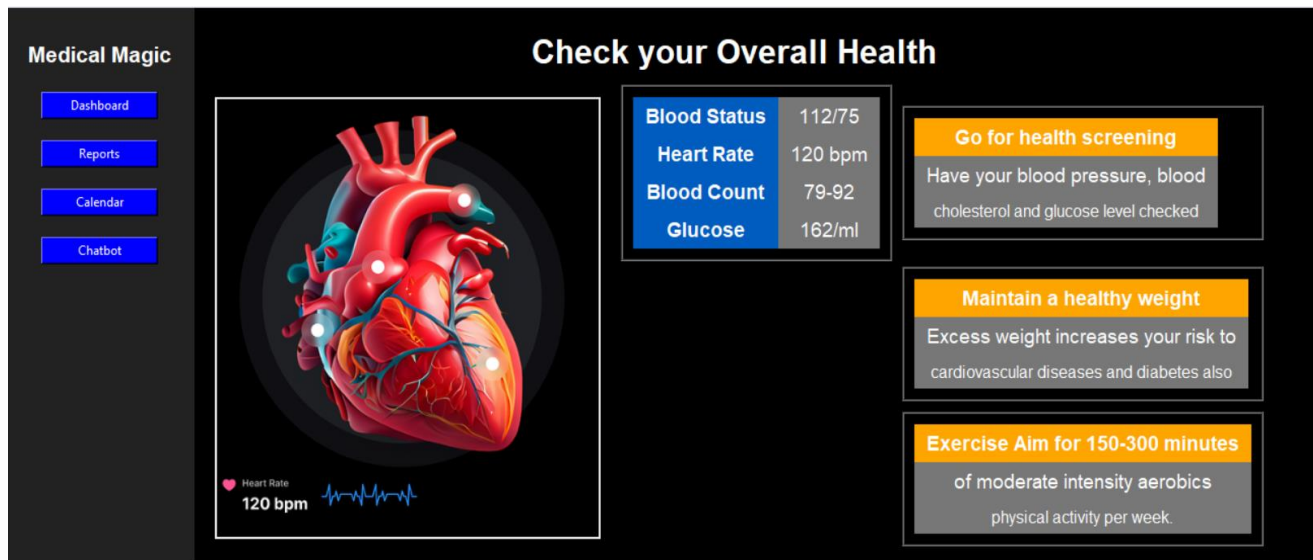 Medical Magic
Dashboard
Reports
Calendar
Chatbot
Check your Overall Health
Heart Rate
120 bpm
Blood Status 112/75
Heart Rate 120 bpm
Blood Count 79-92
Glucose 162/ml
Go for health screening
Have your blood pressure, blood
cholesterol and glucose level checked
Maintain a healthy weight
Excess weight increases your risk to
cardiovascular diseases and diabetes also
Exercise Aim for 150-300 minutes
of moderate intensity aerobics
physical activity per week.